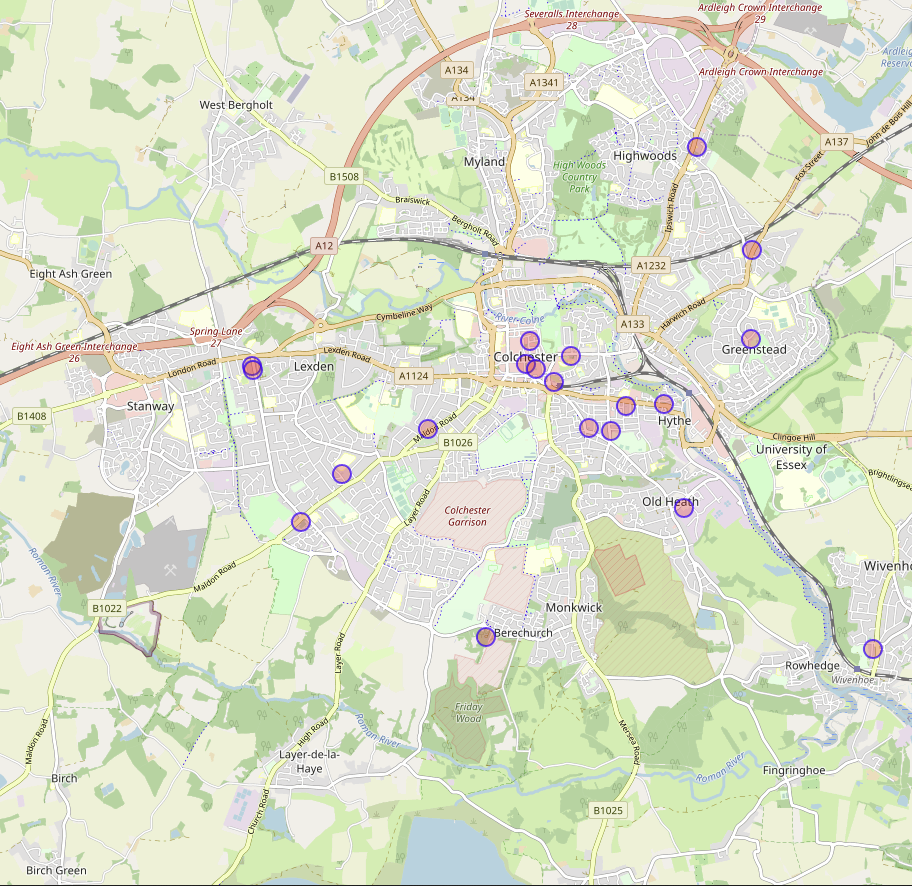 Severalls Interchange
28
Ardleigh Crown Interchange
29
A134
A1341
A134
Ardleigh Crown Interchange
West Bergholt
A137
John de Bois Hill
Fox Street
Myland
Highwoods
High Woods
Country
Park
B1508
Braiswick
Bergholt Road
Ipswich Road
A12
Eight Ash Green
A1232
Cymbeline Way
River Colne
A133
Harwich Road
Spring Lane
27
Eight Ash Green Interchange
26
London Road
Lexden Road
Lexden
Colchester
Greenstead
A1124
B1408
Stanway
Maldon Road
B1026
Hythe
Clingoe Hill
University of
Essex
Layer Road
Colchester
Garrison
Old Heath
Roman River
Maldon Road
B1022
Monkwick
Berechurch
Layer Road
Rowhedge
Wivenhoe
Friday
Wood
Roman River
High Road
Mersea Road
Maldon Road
Layer-de-la-
Haye
Roman River
Fingringhoe
Birch
Church Road
B1025
Birch Green